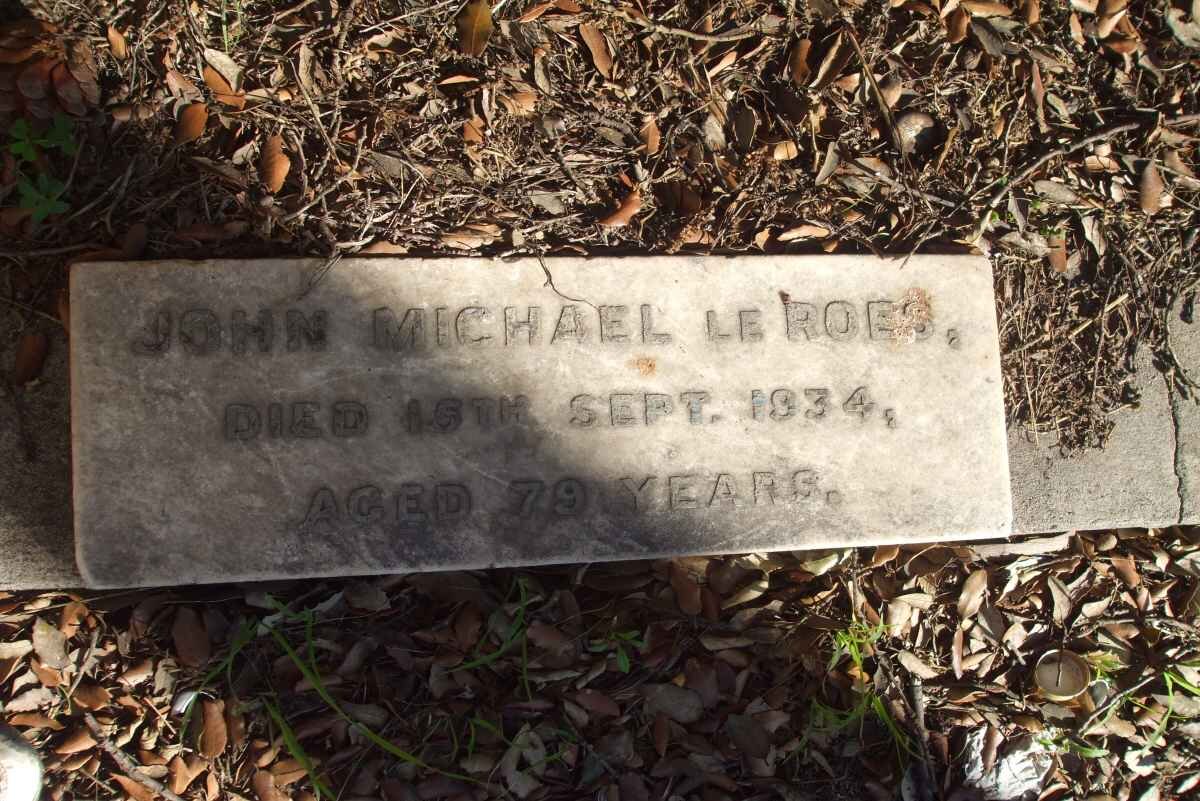 JOHN MICHAEL LE ROES,
DIED 16TH SEPT. 1934,
AGED 79 YEARS.